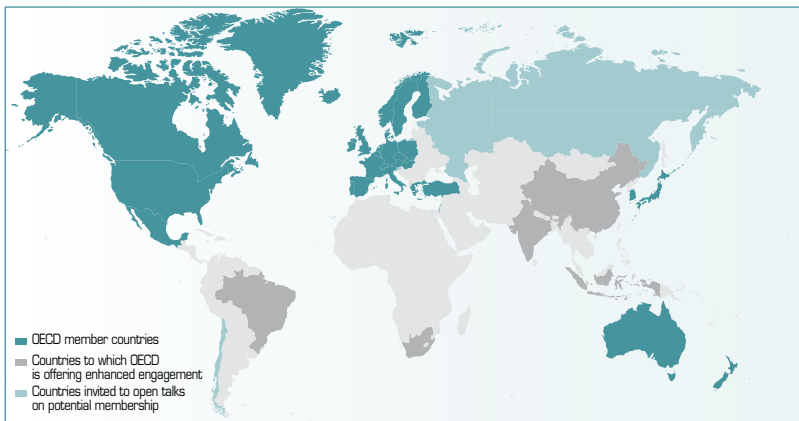 OECD member countries
Countries to which OECD
is offering enhanced engagement
Countries invited to open talks
on potential membership